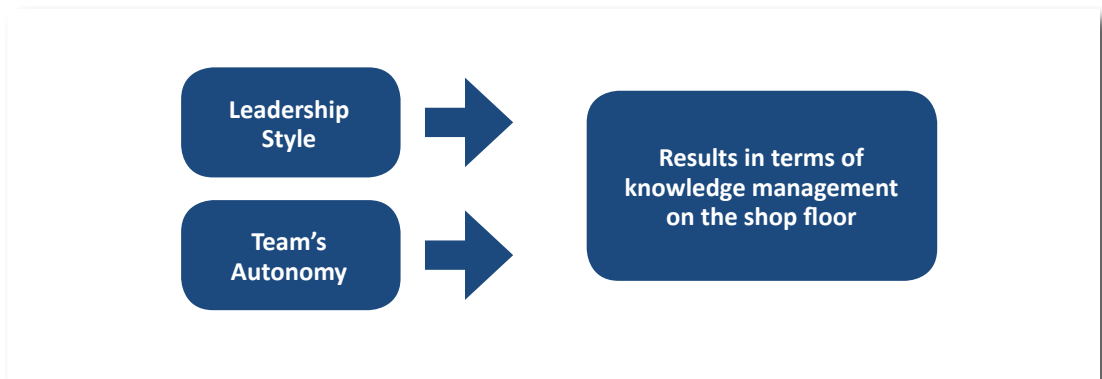 Leadership
Style
Team’s
Autonomy
Results in terms of
knowledge management
on the shop floor